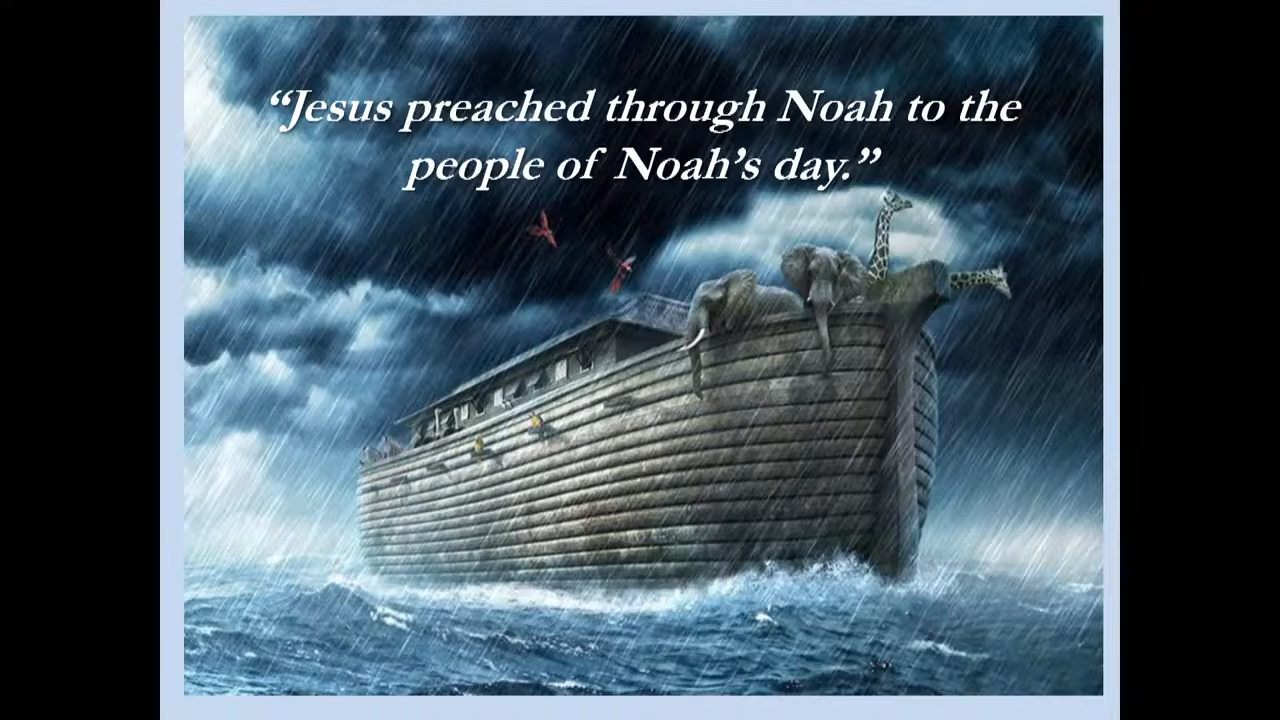 “Jesus preached through Noah to the
people of Noah’s day.”